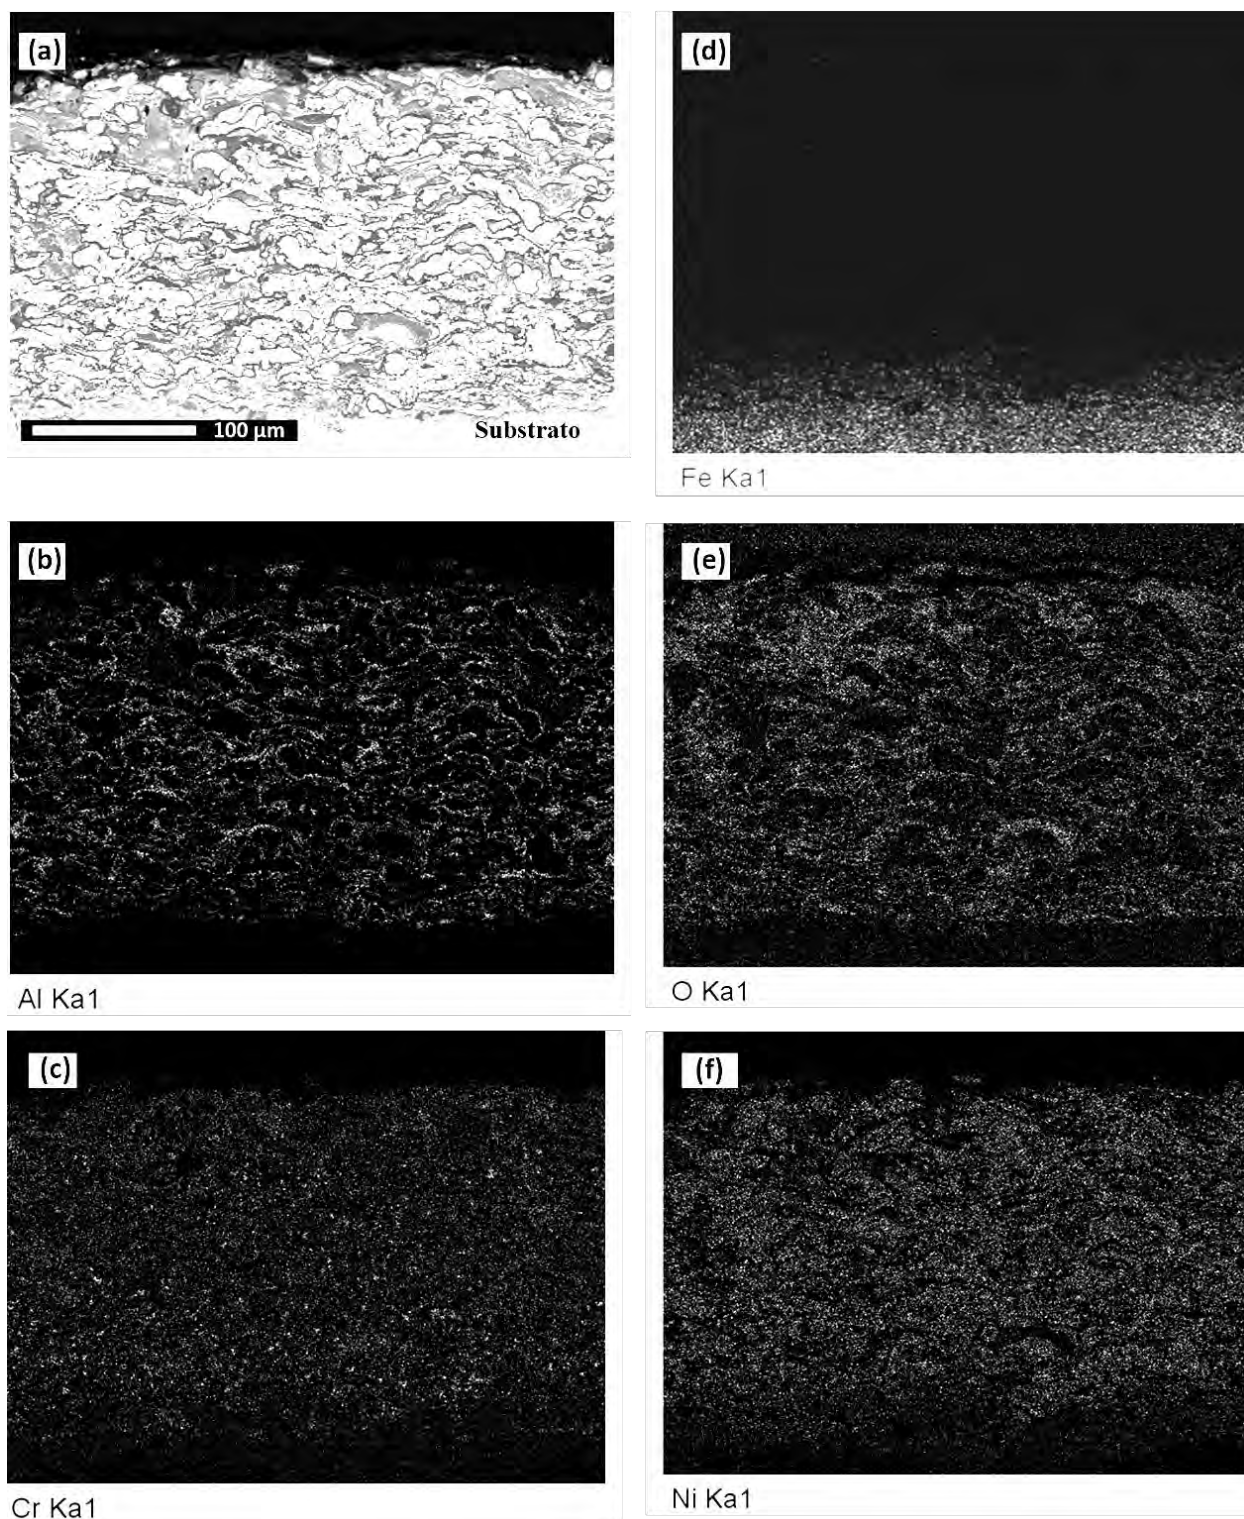 (a)
100 µm
Substrato
(d)
Fe Ka1
(b)
Al Ka1
(e)
O Ka1
(c)
Cr Ka1
(f)
Ni Ka1